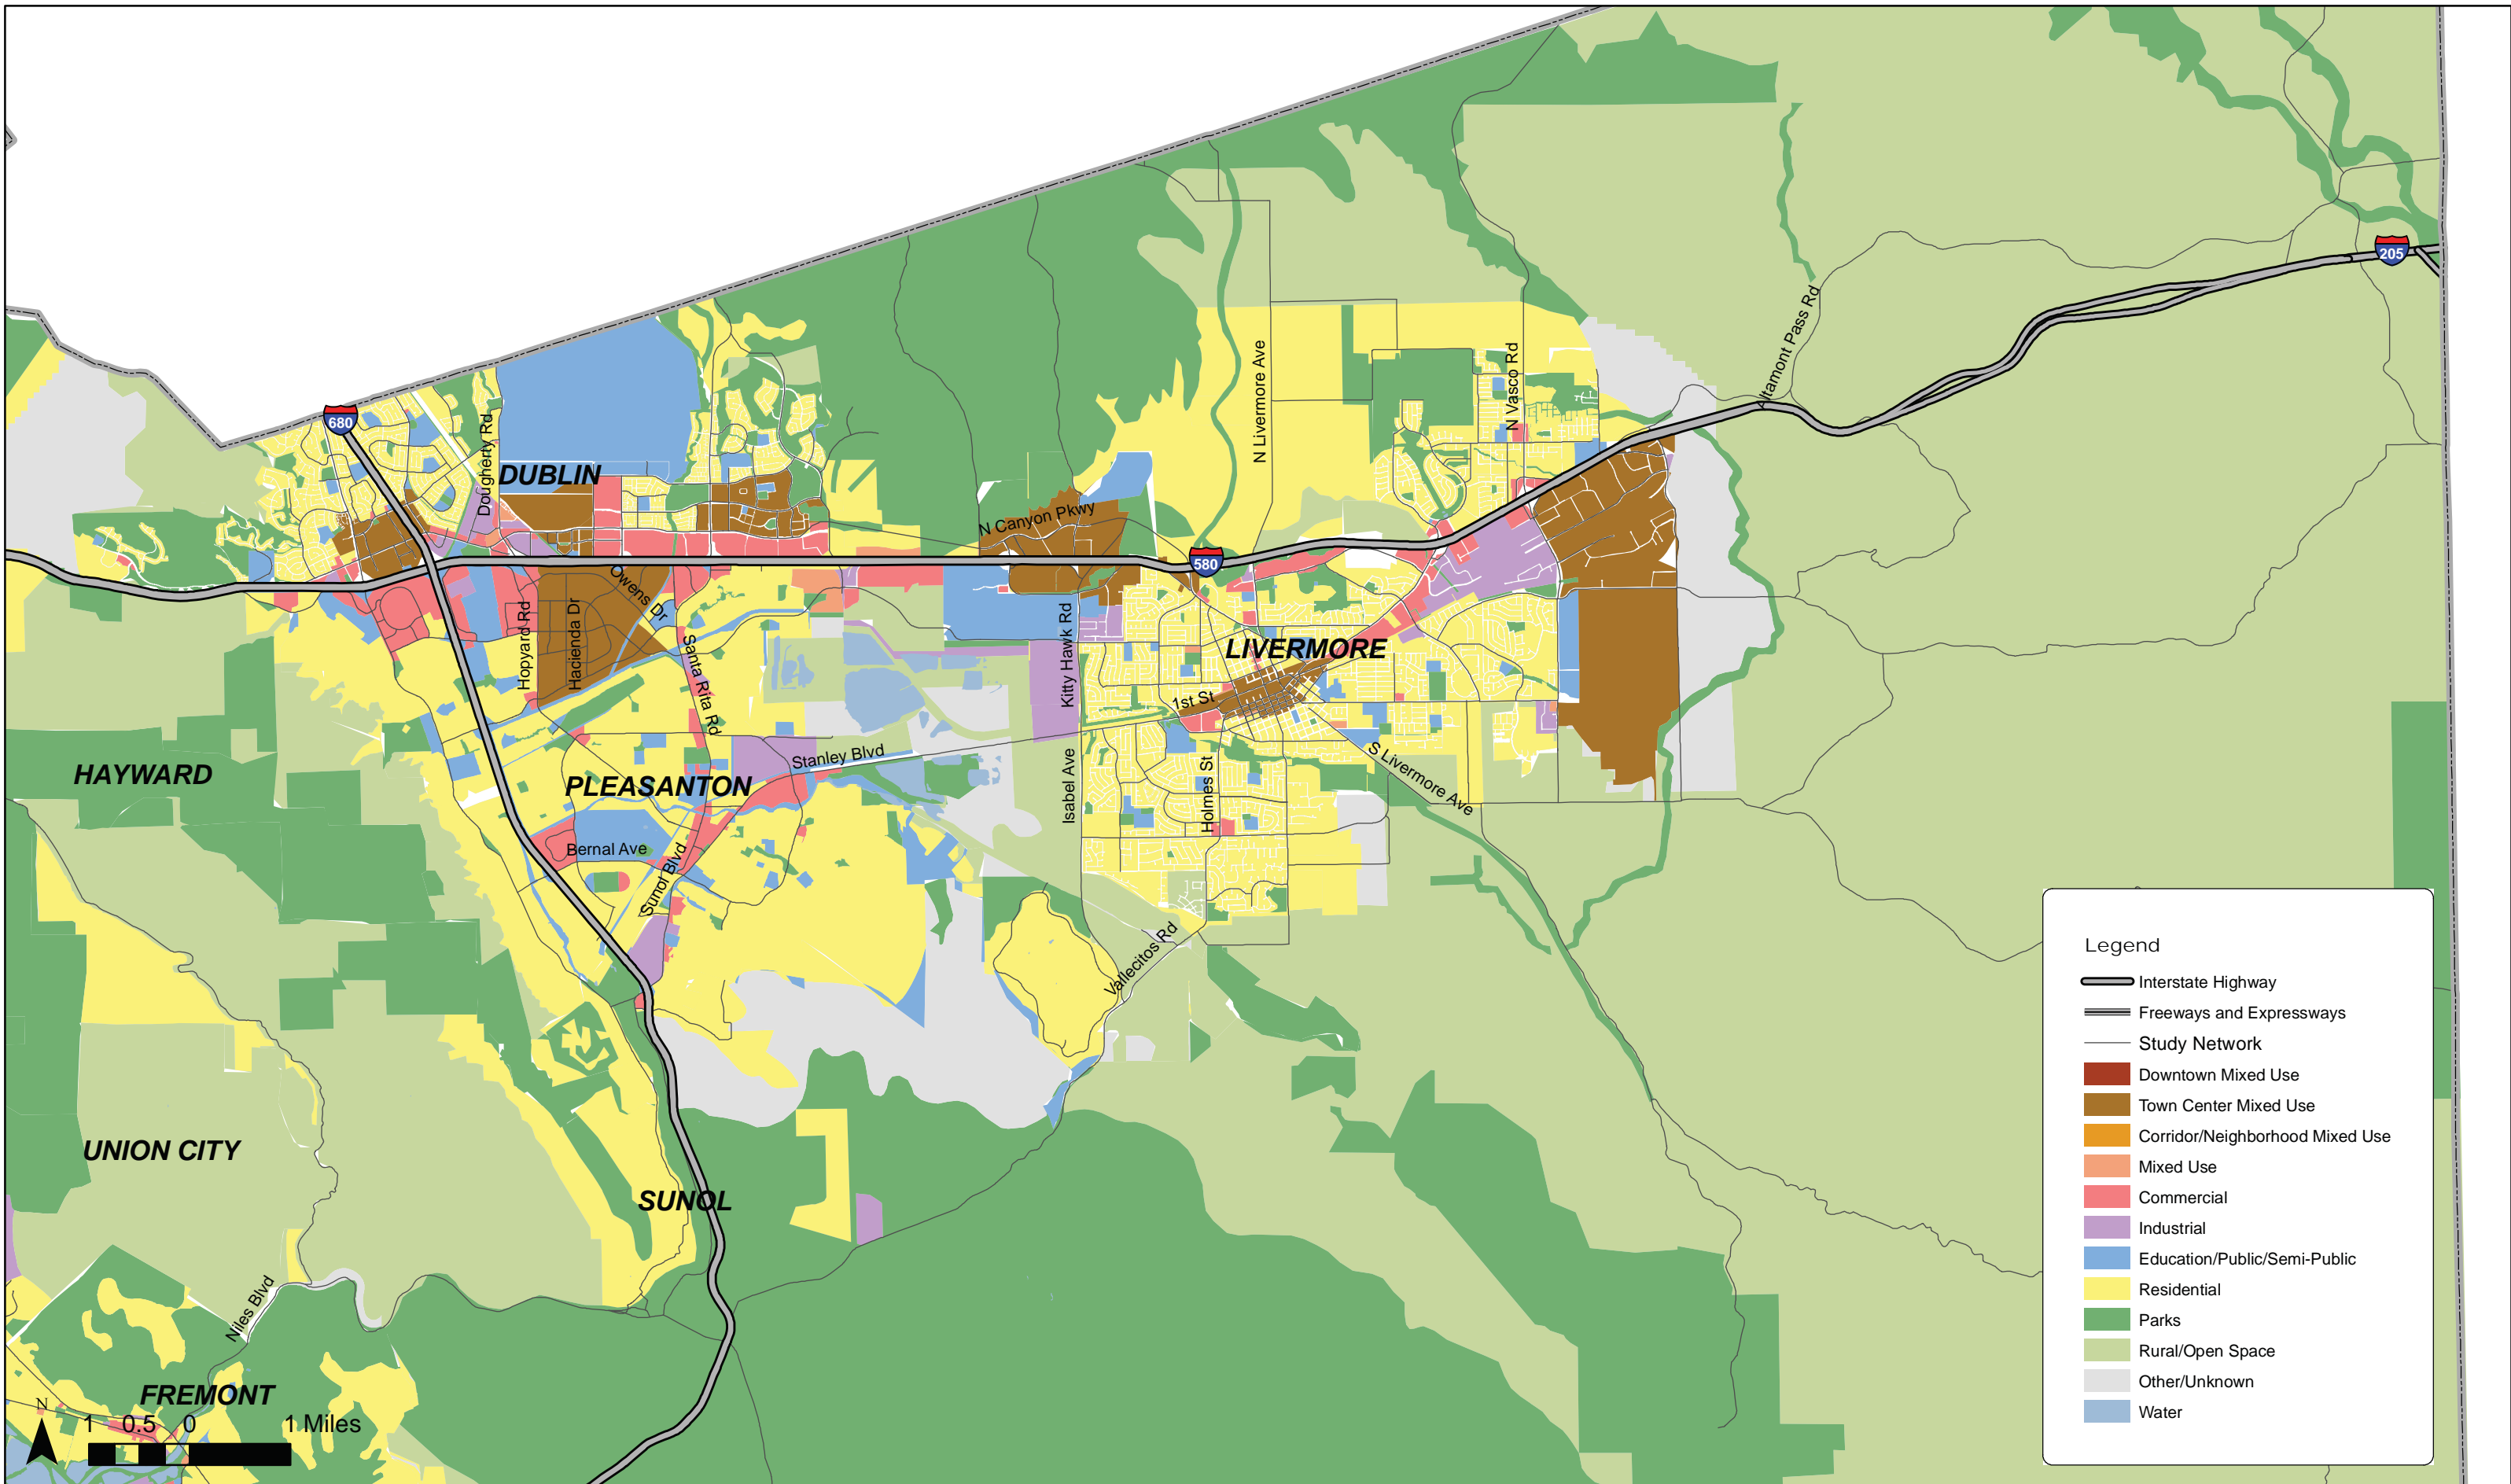 205
680
Dougherty Rd
DUBLIN
N Canyon Pkwy
N Livermore Ave
N Vasco Rd
Altamont Pass Rd
580
Owens Dr
Hopyard Rd
Hacienda Dr
Santa Rita Rd
Kitty Hawk Rd
LIVERMORE
1st St
Stanley Blvd
HAYWARD
PLEASANTON
Isabel Ave
Holmes St
S Livermore Ave
Bernal Ave
Sunol Blvd
Vallecitos Rd
UNION CITY
SUNOL
Niles Blvd
FREMONT
N
1 0.5 0 1 Miles
Legend
Interstate Highway
Freeways and Expressways
Study Network
Downtown Mixed Use
Town Center Mixed Use
Corridor/Neighborhood Mixed Use
Mixed Use
Commercial
Industrial
Education/Public/Semi-Public
Residential
Parks
Rural/Open Space
Other/Unknown
Water